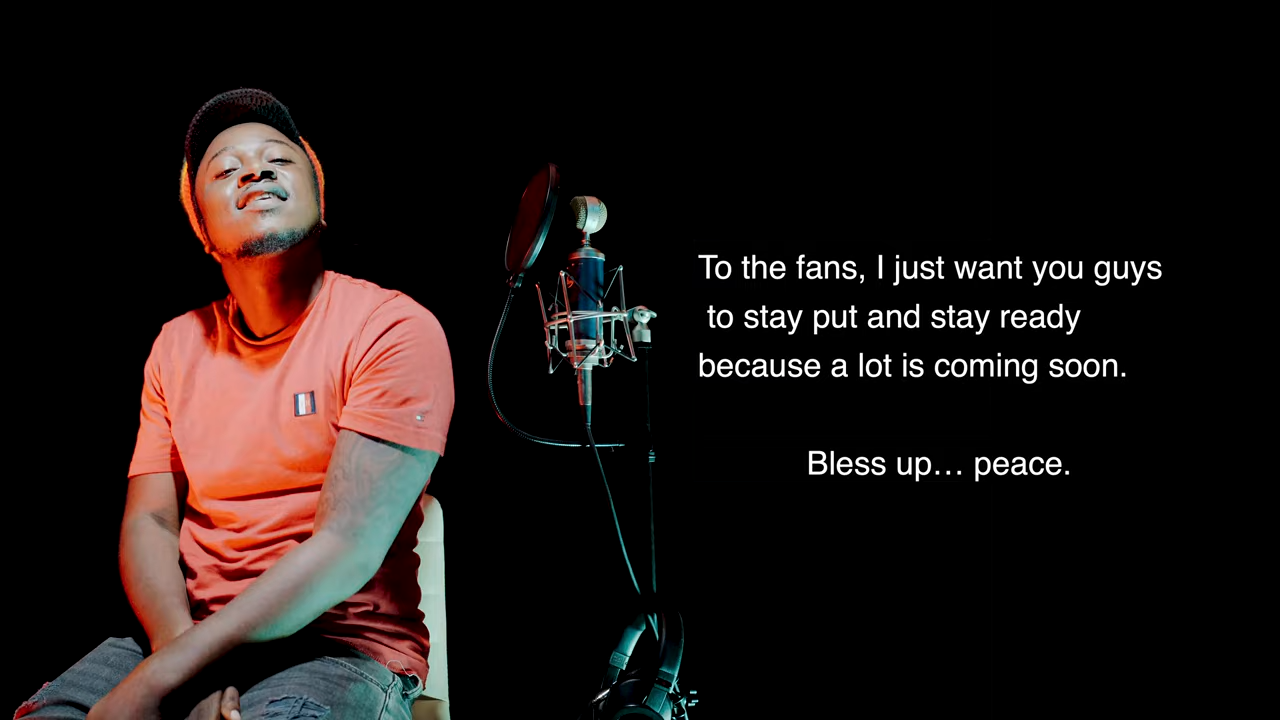 To the fans, I just want you guys
to stay put and stay ready
because a lot is coming soon.
Bless up… peace.